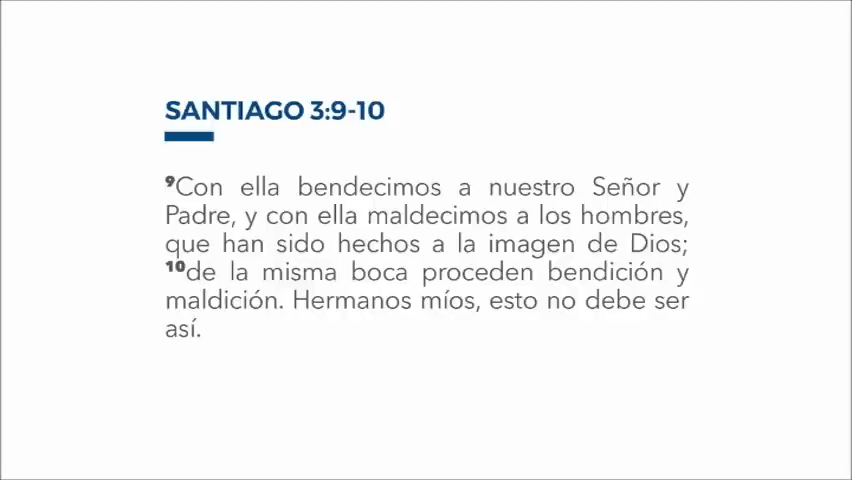 SANTIAGO 3:9-10
⁹Con ella bendecimos a nuestro Señor y
Padre, y con ella maldecimos a los hombres,
que han sido hechos a la imagen de Dios;
¹⁰de la misma boca proceden bendición y
maldición. Hermanos míos, esto no debe ser
así.